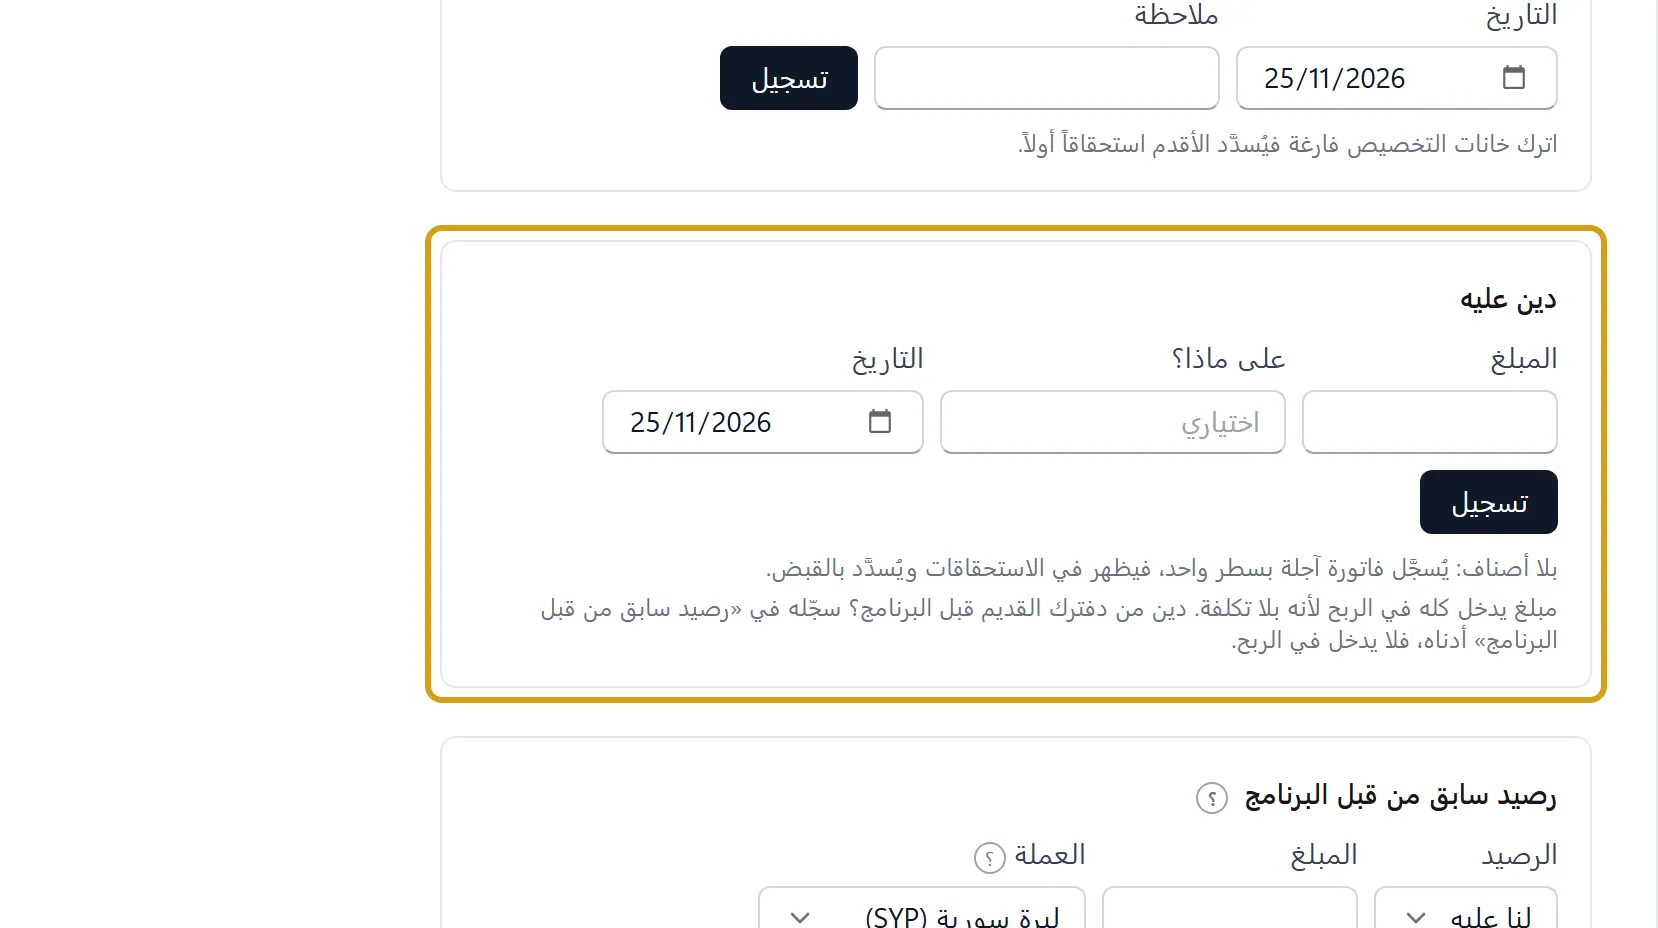 التاريخ
ملاحظة
25/11/2026
تسجيل
اترك خانات التخصيص فارغة فيُسدَّد الأقدم استحقاقاً أولاً.
دين عليه
المبلغ
على ماذا؟
التاريخ
اختياري
25/11/2026
تسجيل
بلا أصناف: يُسجَّل فاتورة آجلة بسطر واحد، فيظهر في الاستحقاقات ويُسدَّد بالقبض.
مبلغ يدخل كله في الربح لأنه بلا تكلفة. دين من دفترك القديم قبل البرنامج؟ سجّله في «رصيد سابق من قبل
البرنامج» أدناه، فلا يدخل في الربح.
رصيد سابق من قبل البرنامج ؟
الرصيد
المبلغ
العملة ؟
لنا عليه
ليرة سورية (SYP)